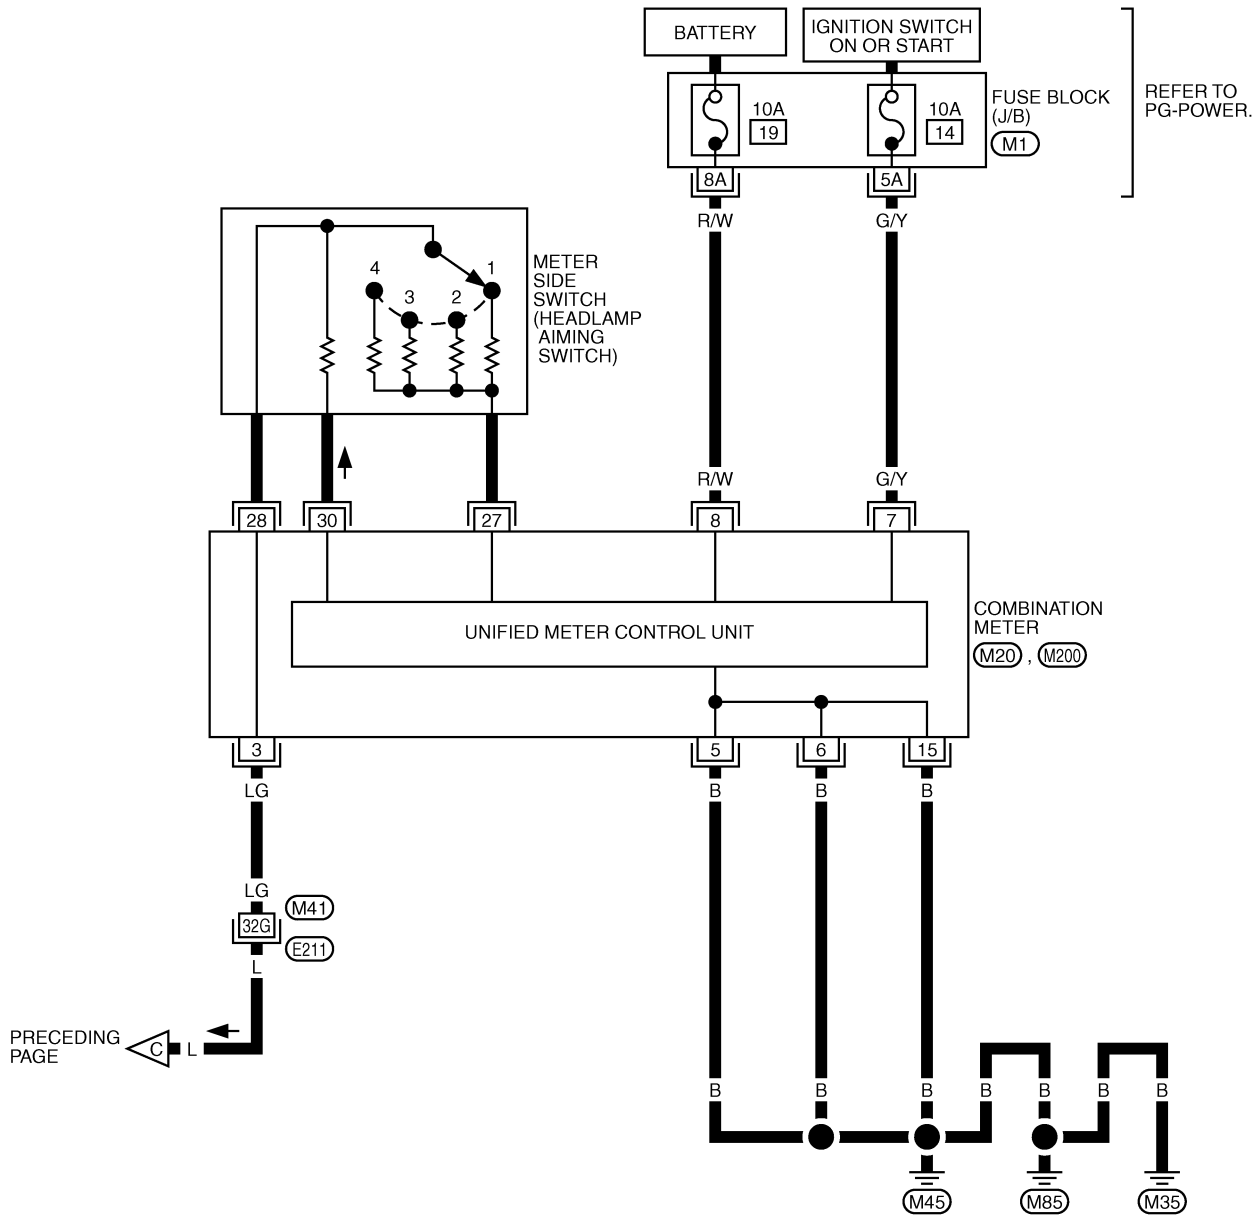 BATTERY
IGNITION SWITCH
ON OR START
10A
19
10A
14
FUSE BLOCK
(J/B)
M1
REFER TO
PG-POWER.
8A
5A
R/W
G/Y
METER
SIDE
SWITCH
(HEADLAMP
AIMING
SWITCH)
4
3
2
1
R/W
G/Y
28
30
27
8
7
UNIFIED METER CONTROL UNIT
COMBINATION
METER
M20 , M200
3
5
6
15
LG
B
B
B
LG
M41
32G
E211
L
PRECEDING
PAGE
C
L
B
B
B
B
B
B
B
M45
M85
M35